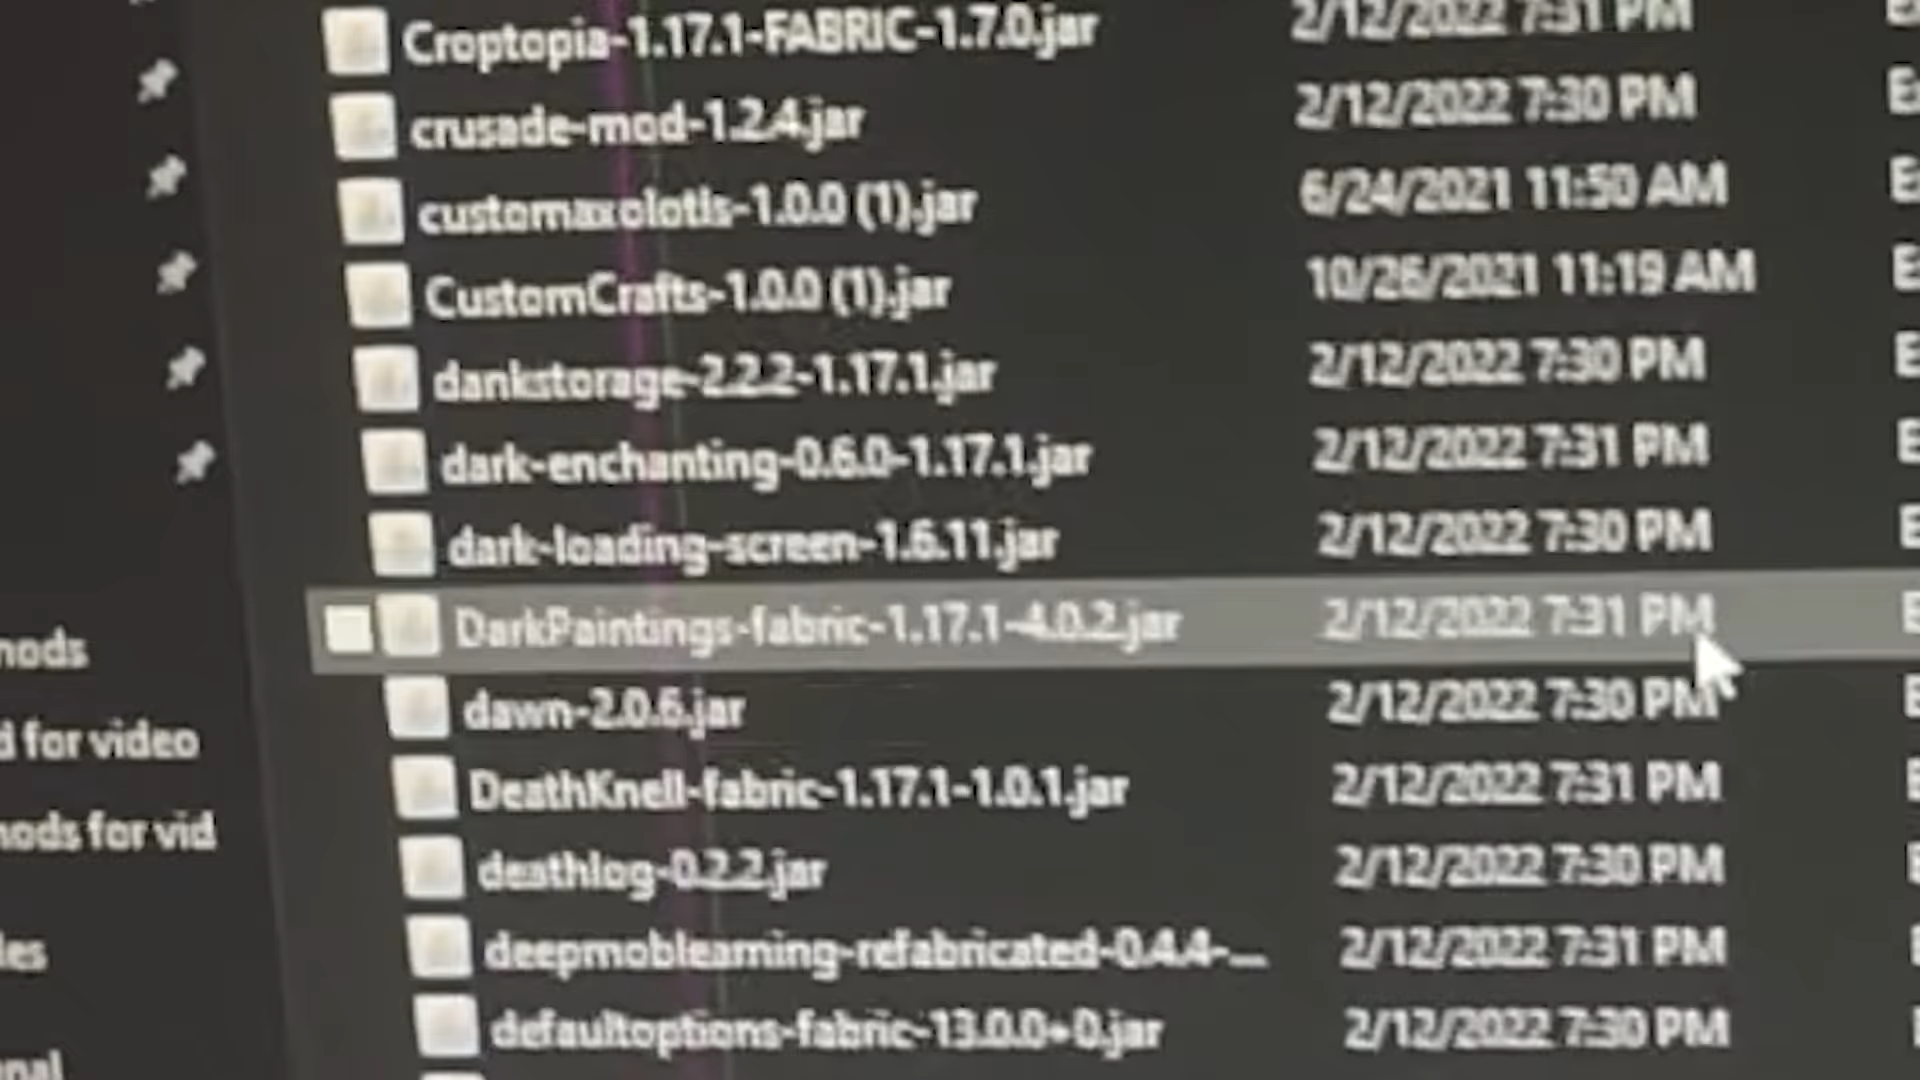 Croptopia-1.17.1-FABRIC-1.7.0.jar 2/12/2022 7:31 PM
crusade-mod-1.2.4.jar 2/12/2022 7:30 PM
customaxolotls-1.0.0 (1).jar 6/24/2021 11:50 AM
CustomCrafts-1.0.0 (1).jar 10/26/2021 11:19 AM
dankstorage-2.2.2-1.17.1.jar 2/12/2022 7:30 PM
dark-enchanting-0.6.0-1.17.1.jar 2/12/2022 7:31 PM
dark-loading-screen-1.6.11.jar 2/12/2022 7:30 PM
DarkPaintings-fabric-1.17.1-4.0.2.jar 2/12/2022 7:31 PM
mods
dawn-2.0.6.jar 2/12/2022 7:30 PM
d for video
DeathKnell-fabric-1.17.1-1.0.1.jar 2/12/2022 7:31 PM
mods for vid
deathlog-0.2.2.jar 2/12/2022 7:30 PM
les
deepmoblearning-refabricated-0.4.4-... 2/12/2022 7:31 PM
defaultoptions-fabric-13.0.0+0.jar 2/12/2022 7:30 PM
nal